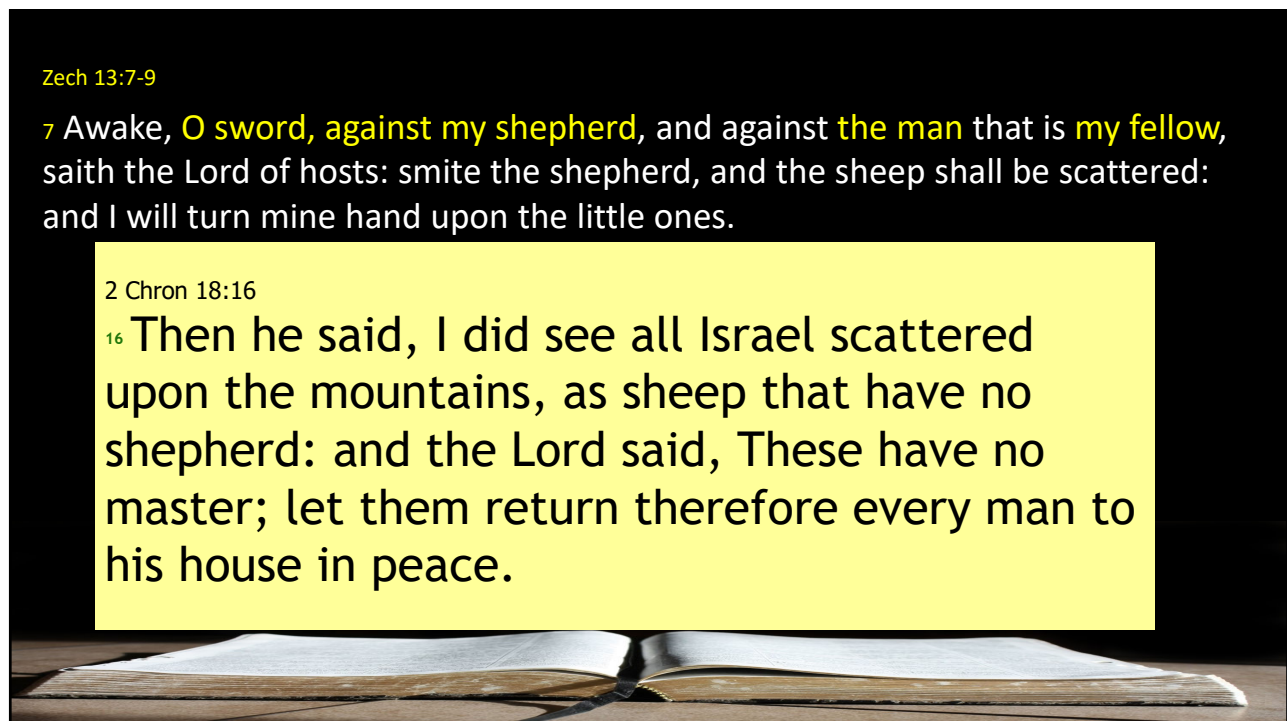 Zech 13:7-9
7 Awake, O sword, against my shepherd, and against the man that is my fellow,
saith the Lord of hosts: smite the shepherd, and the sheep shall be scattered:
and I will turn mine hand upon the little ones.
2 Chron 18:16
16 Then he said, I did see all Israel scattered
upon the mountains, as sheep that have no
shepherd: and the Lord said, These have no
master; let them return therefore every man to
his house in peace.